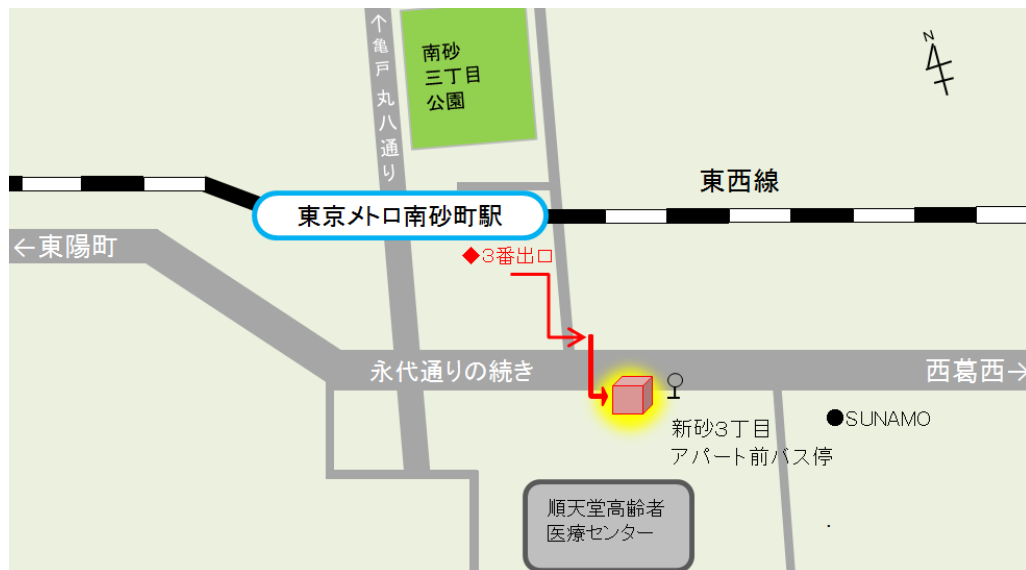 ↑亀戸 丸八通り
南砂
三丁目
公園
N
東西線
東京メトロ南砂町駅
←東陽町
◆3番出口
永代通りの続き
西葛西→
新砂3丁目
アパート前バス停
●SUNAMO
順天堂高齢者
医療センター